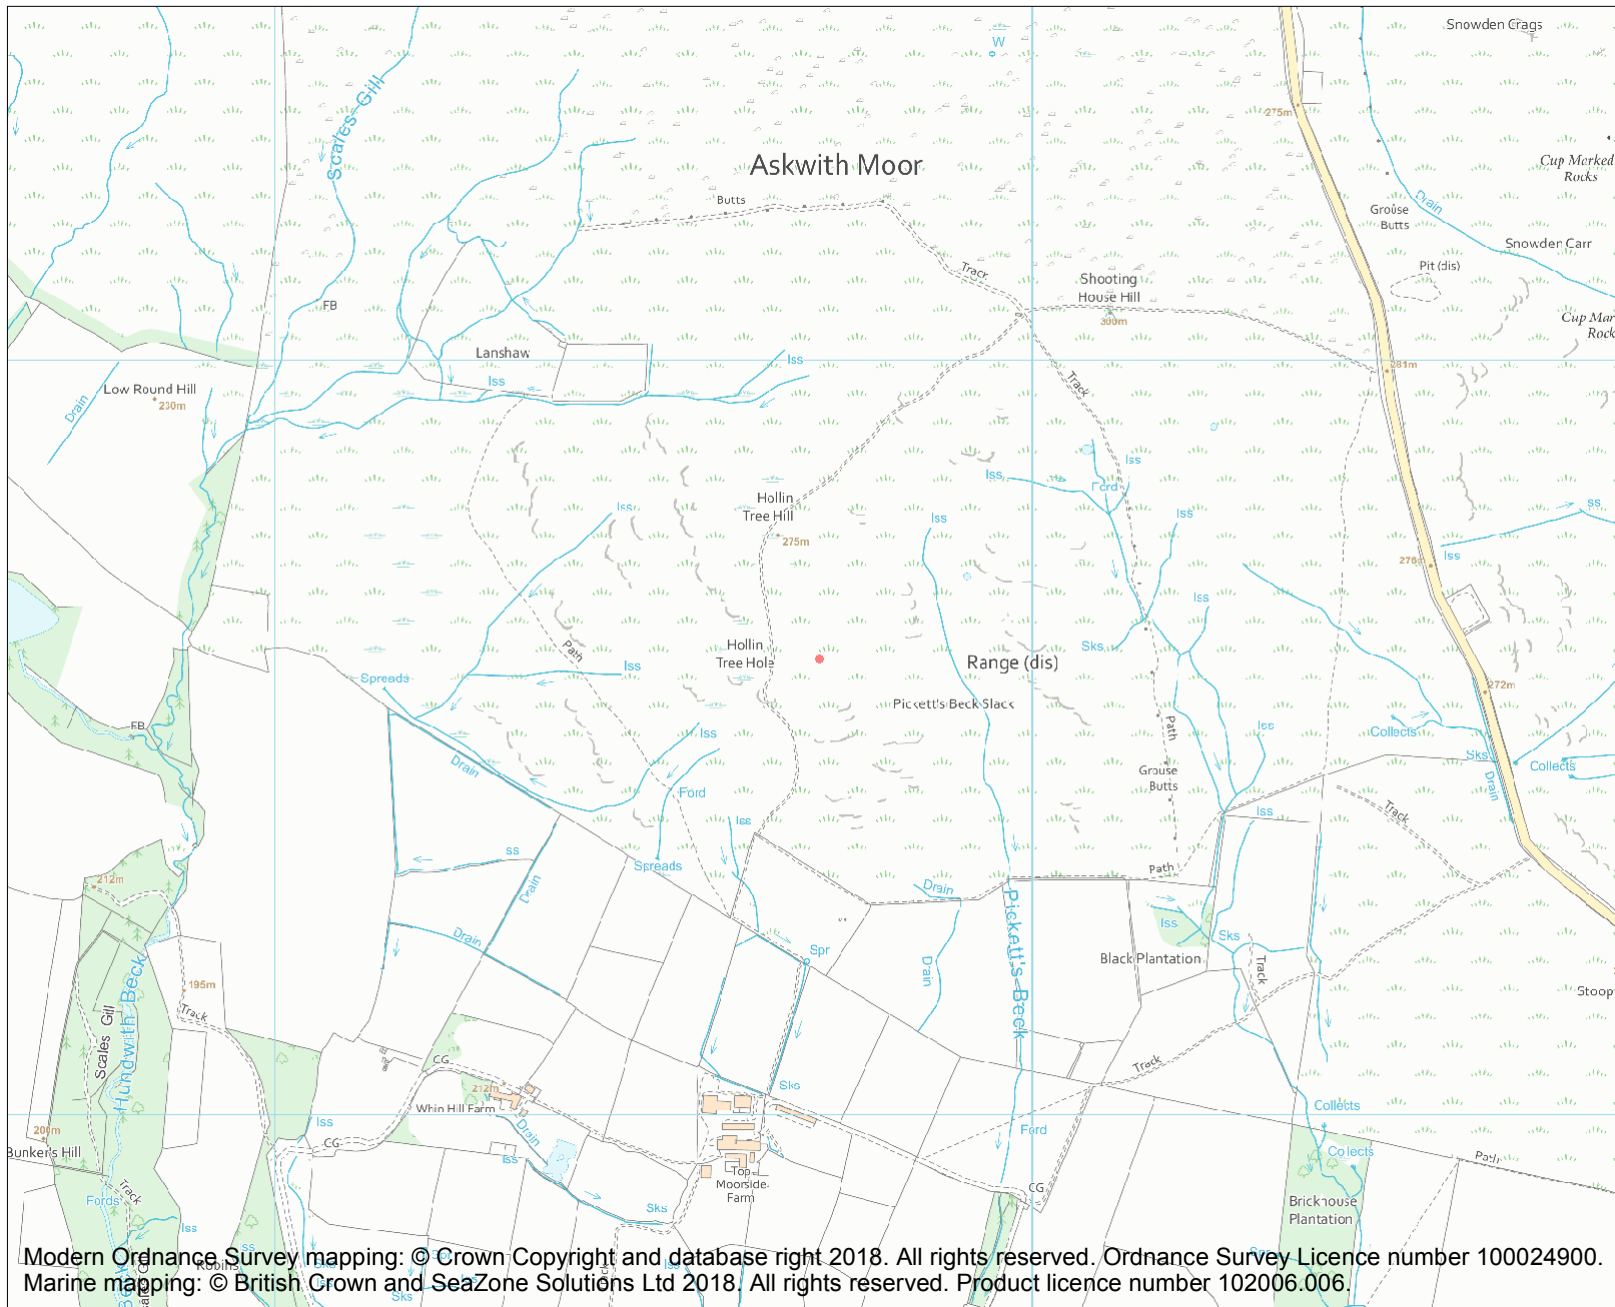 Snowden Crags
W
Scales Gill
275m
Askwith Moor
Cup Marked
Rocks
Butts
Drain
Grouse
Butts
Snowden Carr
Track
Pit (dis)
Shooting
House Hill
300m
FB
Cup Mar
Rock
Lanshaw
Iss
281m
Low Round Hill
230m
Iss
Track
Drain
Iss
Iss
Ford
Hollin
Tree Hill
275m
Iss
Iss
Iss
ss
Iss
276m
Iss
Path
Hollin
Tree Hole
Sks
Range (dis)
Iss
Spreads
272m
Pickett's Beck Slack
FB
Iss
Path
Iss
Collects
Sks
Collects
Drain
Drain
Grouse
Butts
Ford
Iss
Iss
Track
ss
Spreads
Path
212m
Drain
Drain
Pickett's Beck
Iss
Sks
Drain
Spr
Black Plantation
Track
Drain
Hundwith Beck
195m
Stoop
Scales Gill
Track
CG
Track
212m
Sks
Whin Hill Farm
Collects
Iss
Drain
Ford
200m
Bunker's Hill
CG
Iss
Collects
Path
Top
Moorside
Farm
CG
Track
Fords
Sks
Brickhouse
Plantation
Iss
ss
Robins
Modern Ordnance Survey mapping: © Crown Copyright and database right 2018. All rights reserved. Ordnance Survey Licence number 100024900.
Marine mapping: © British Crown and SeaZone Solutions Ltd 2018. All rights reserved. Product licence number 102006.006.
Sks